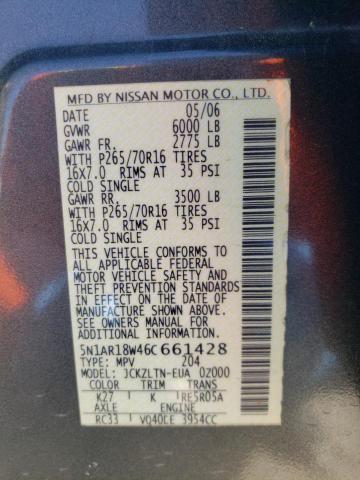 MFD BY NISSAN MOTOR CO., LTD.
DATE 05/06
GVWR 6000 LB
GAWR FR. 2775 LB
WITH P265/70R16 TIRES
16X7.0 RIMS AT 35 PSI
COLD SINGLE
GAWR RR. 3500 LB
WITH P265/70R16 TIRES
16X7.0 RIMS AT 35 PSI
COLD SINGLE
THIS VEHICLE CONFORMS TO
ALL APPLICABLE FEDERAL
MOTOR VEHICLE SAFETY AND
THEFT PREVENTION STANDARDS
IN EFFECT ON THE DATE OF
MANUFACTURE SHOWN ABOVE.
SEE OWNERS MANUAL FOR
ADDITIONAL INFORMATION.
5N1AR18W46C661428
TYPE: MPV 204
MODEL: JCKZLTN-EUA 0Z000
COLOR TRIM TRANS
K27 K RE5R05A
AXLE ENGINE
RC33 VQ40DE 3954CC